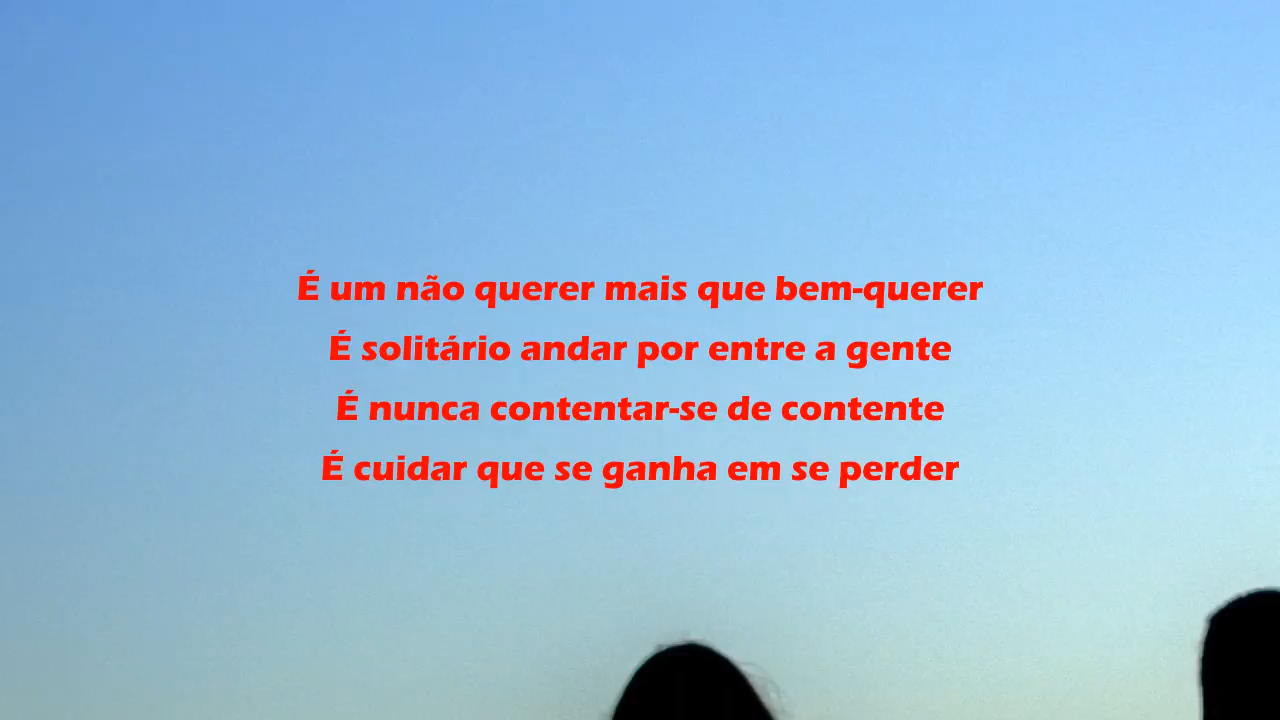 É um não querer mais que bem-querer
É solitário andar por entre a gente
É nunca contentar-se de contente
É cuidar que se ganha em se perder